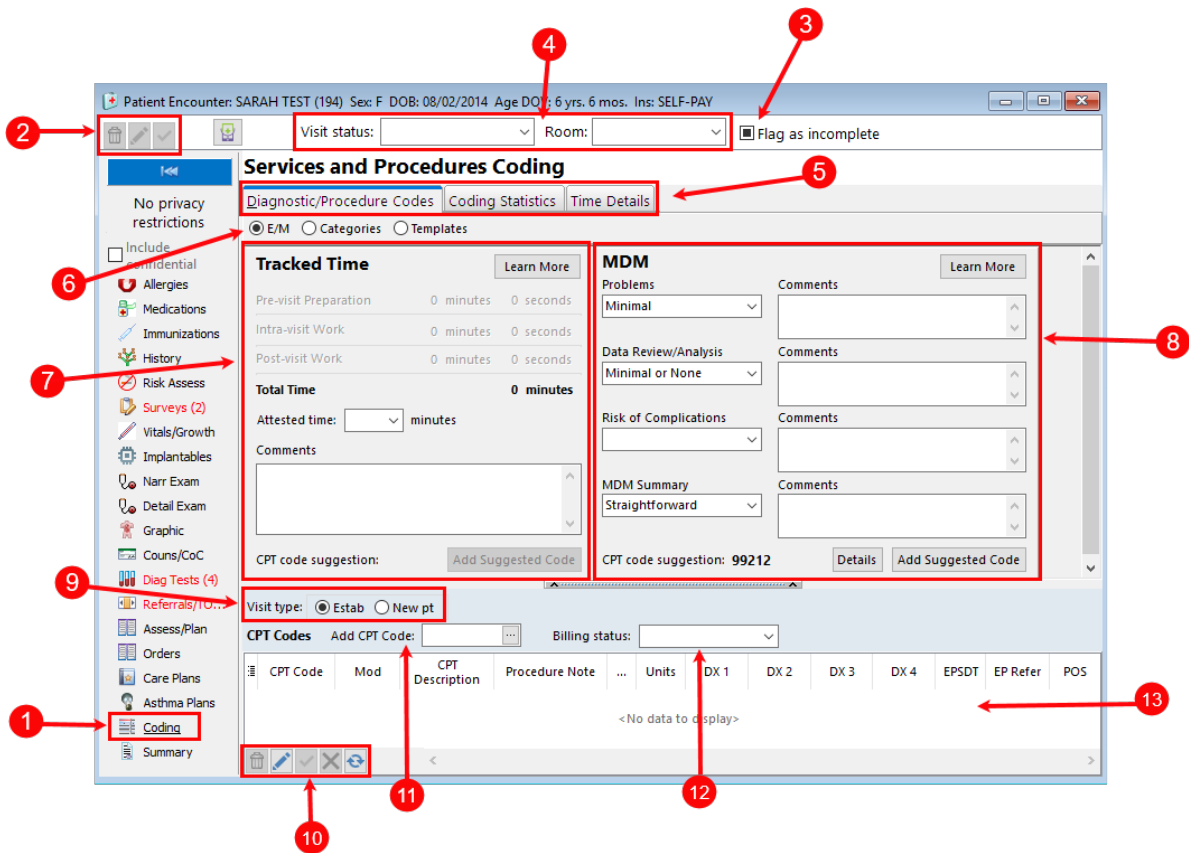 4
3
Patient Encounter: SARAH TEST (194) Sex: F DOB: 08/02/2014 Age DOV: 6 yrs. 6 mos. Ins: SELF-PAY
2
Visit status: Room: Flag as incomplete
Services and Procedures Coding
5
No privacy
restrictions
Diagnostic/Procedure Codes Coding Statistics Time Details
E/M Categories Templates
Include
confidential
6
Allergies
Medications
Immunizations
History
Risk Assess
Surveys (2)
Vitals/Growth
Implantables
Narr Exam
Detail Exam
Graphic
Couns/CoC
Diag Tests (4)
Referrals/TO...
Assess/Plan
Orders
Care Plans
Asthma Plans
1
Coding
Summary
7
Tracked Time Learn More
Pre-visit Preparation 0 minutes 0 seconds
Intra-visit Work 0 minutes 0 seconds
Post-visit Work 0 minutes 0 seconds
Total Time 0 minutes
Attested time: minutes
Comments
CPT code suggestion: Add Suggested Code
MDM Learn More
Problems Comments
Minimal
Data Review/Analysis Comments
Minimal or None
Risk of Complications Comments
MDM Summary Comments
Straightforward
CPT code suggestion: 99212 Details Add Suggested Code
8
9
Visit type: Estab New pt
CPT Codes Add CPT Code: ... Billing status:
CPT Code Mod CPT Description Procedure Note ... Units DX 1 DX 2 DX 3 DX 4 EPSDT EP Refer POS
<No data to display>
13
11
12
10